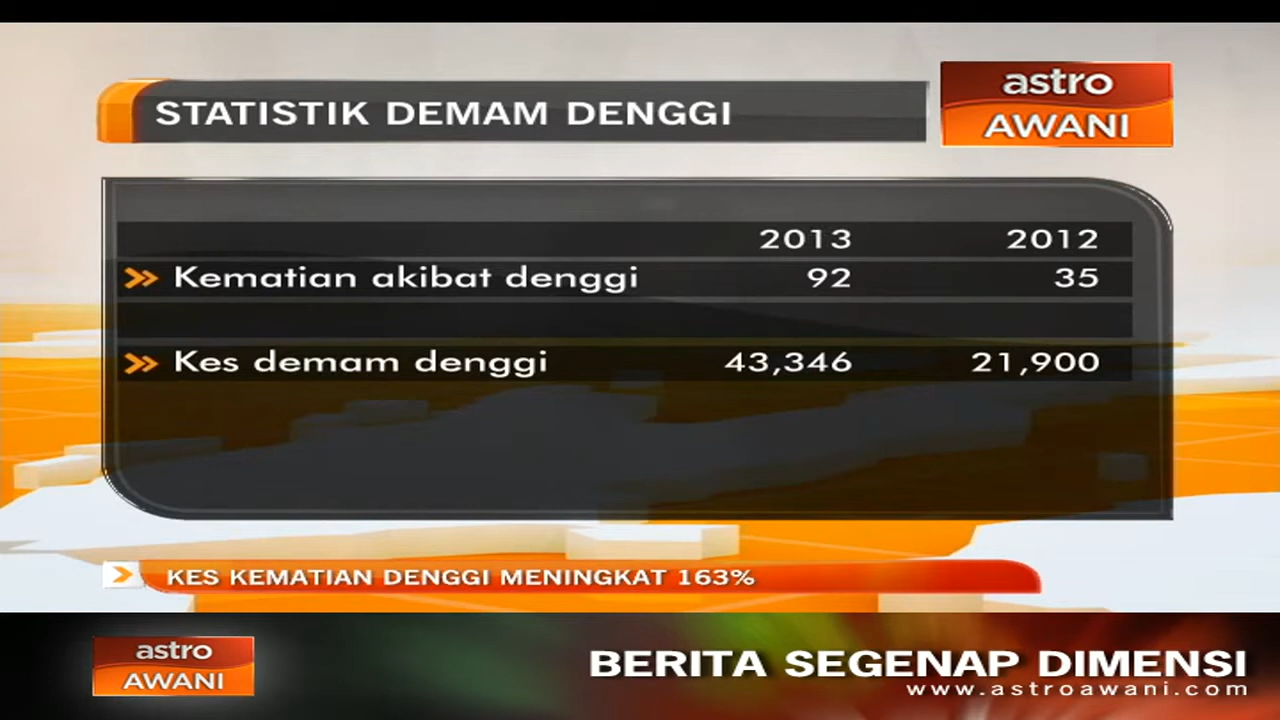 STATISTIK DEMAM DENGGI
astro
AWANI
2013 2012
Kematian akibat denggi 92 35
Kes demam denggi 43,346 21,900
KES KEMATIAN DENGGI MENINGKAT 163%
astro
AWANI
BERITA SEGENAP DIMENSI
www.astroawani.com